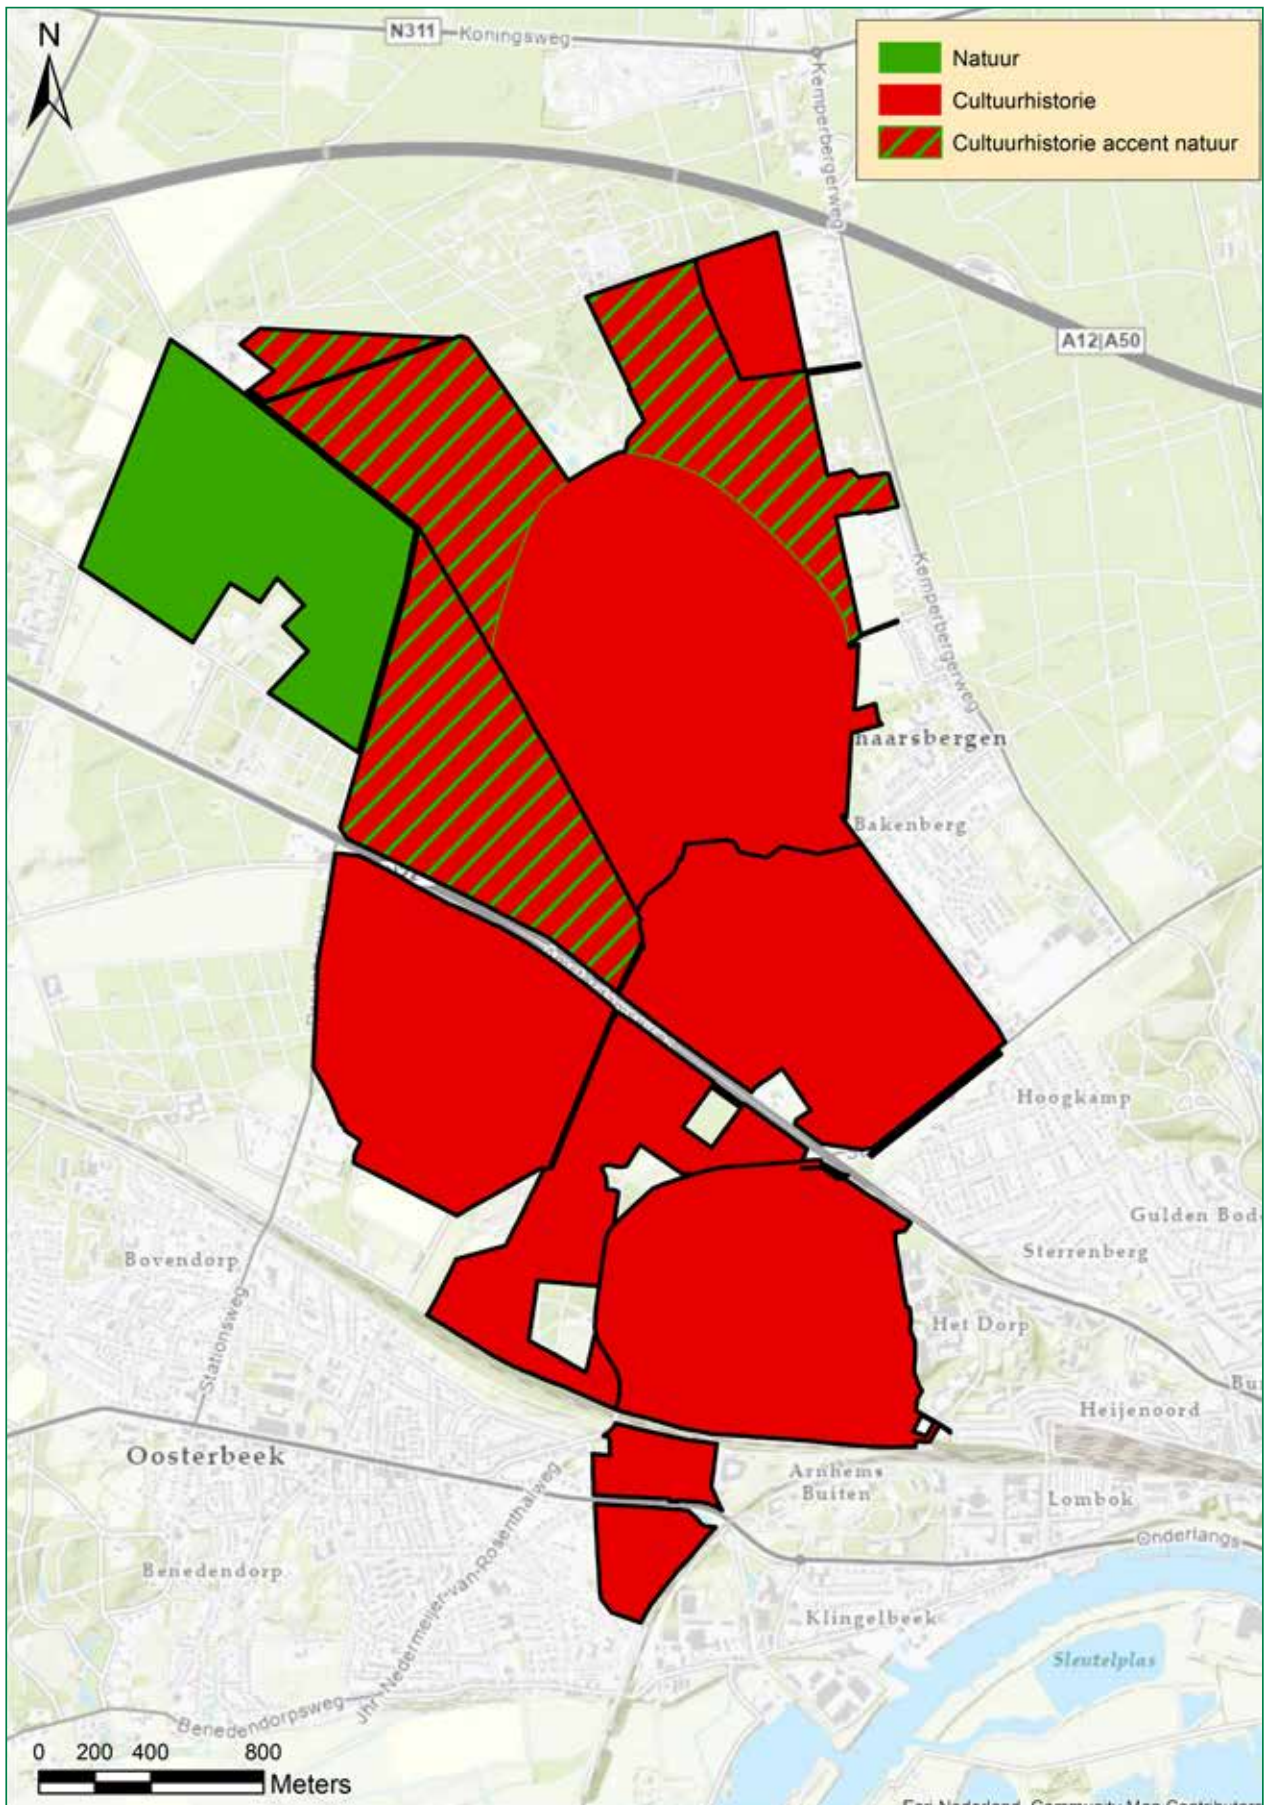 N
N311
Koningsweg
Kemperbergerweg
Natuur
Cultuurhistorie
Cultuurhistorie accent natuur
A12|A50
Kemperbergerweg
naarsbergen
Bakenberg
Hoogkamp
Gulden Bod
Sterrenberg
Bovendorp
Het Dorp
Stationsweg
Heijenoord
Oosterbeek
Arnhems
Buiten
Lombok
Onderlangs
Benedendorp
Jhr.-Nedermeijer-van-Rosenthalweg
Klingelbeek
Sleutelplas
Benedendorpsweg
0 200 400 800
Meters